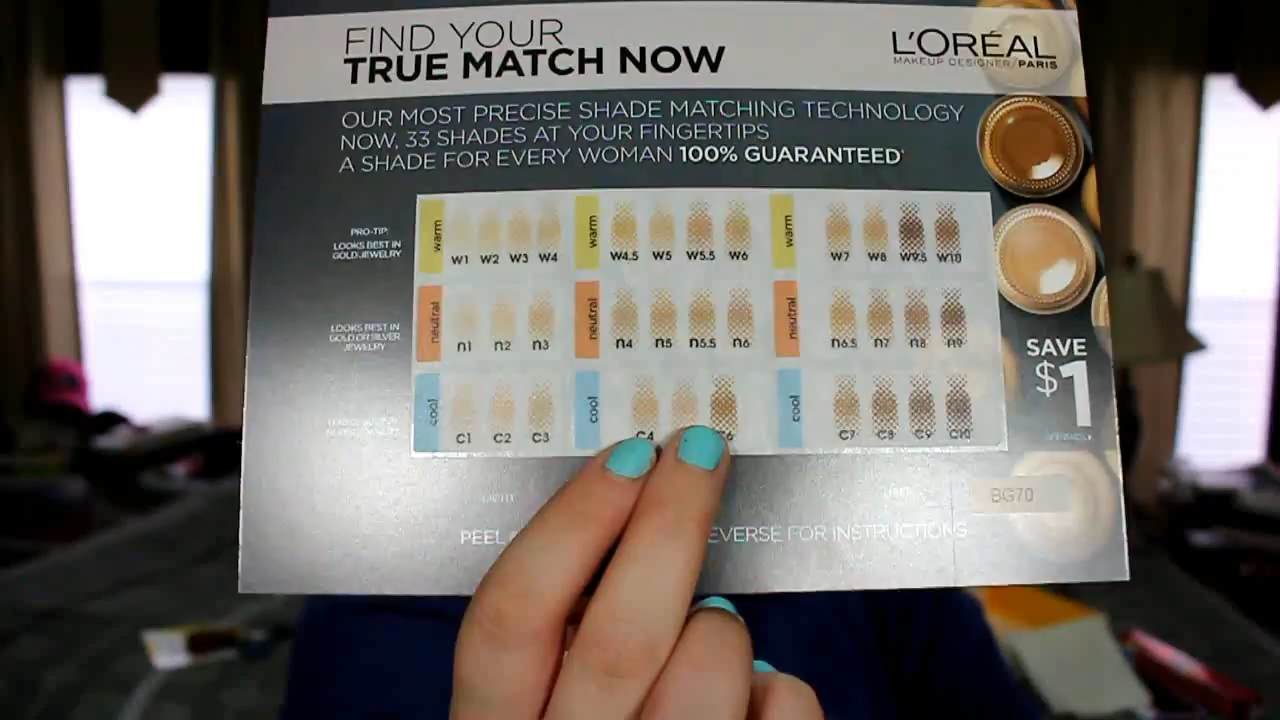 FIND YOUR
TRUE MATCH NOW
L'ORÉAL
MAKEUP DESIGNER/PARIS
OUR MOST PRECISE SHADE MATCHING TECHNOLOGY
NOW, 33 SHADES AT YOUR FINGERTIPS
A SHADE FOR EVERY WOMAN 100% GUARANTEED*
PRO-TIP:
LOOKS BEST IN
GOLD JEWELRY
warm W1 W2 W3 W4 warm W4.5 W5 W5.5 W6 warm W7 W8 W9.5 W10
LOOKS BEST IN
GOLD OR SILVER
JEWELRY
neutral n1 n2 n3 neutral n4 n5 n5.5 n6 neutral n6.5 n7 n8 n9
cool C1 C2 C3 cool C4 C6 cool C7 C8 C9 C10
SAVE
$1
LIGHT
BG70
PEEL EVERSE FOR INSTRUCTIONS